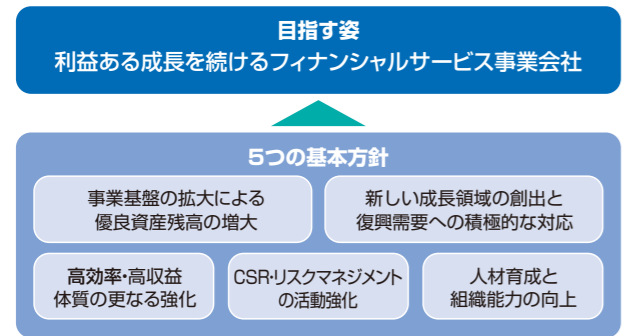 目指す姿
利益ある成長を続けるフィナンシャルサービス事業会社
5つの基本方針
事業基盤の拡大による
優良資産残高の増大
新しい成長領域の創出と
復興需要への積極的な対応
高効率・高収益
体質の更なる強化
CSR・リスクマネジメント
の活動強化
人材育成と
組織能力の向上